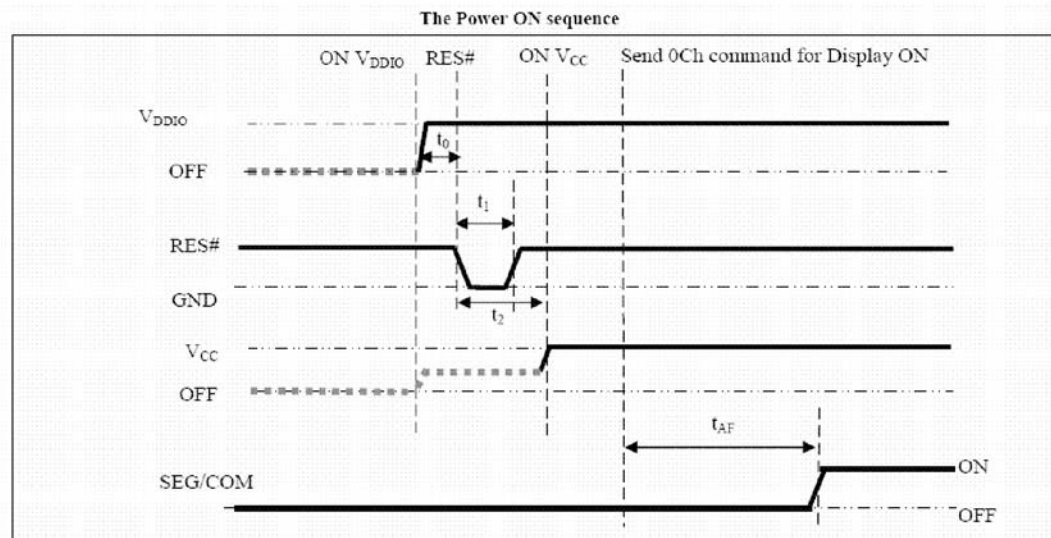 The Power ON sequence
ON VDDIO RES# ON VCC Send 0Ch command for Display ON
VDDIO
t0
OFF
t1
RES#
GND
t2
VCC
OFF
tAF
ON
SEG/COM
OFF